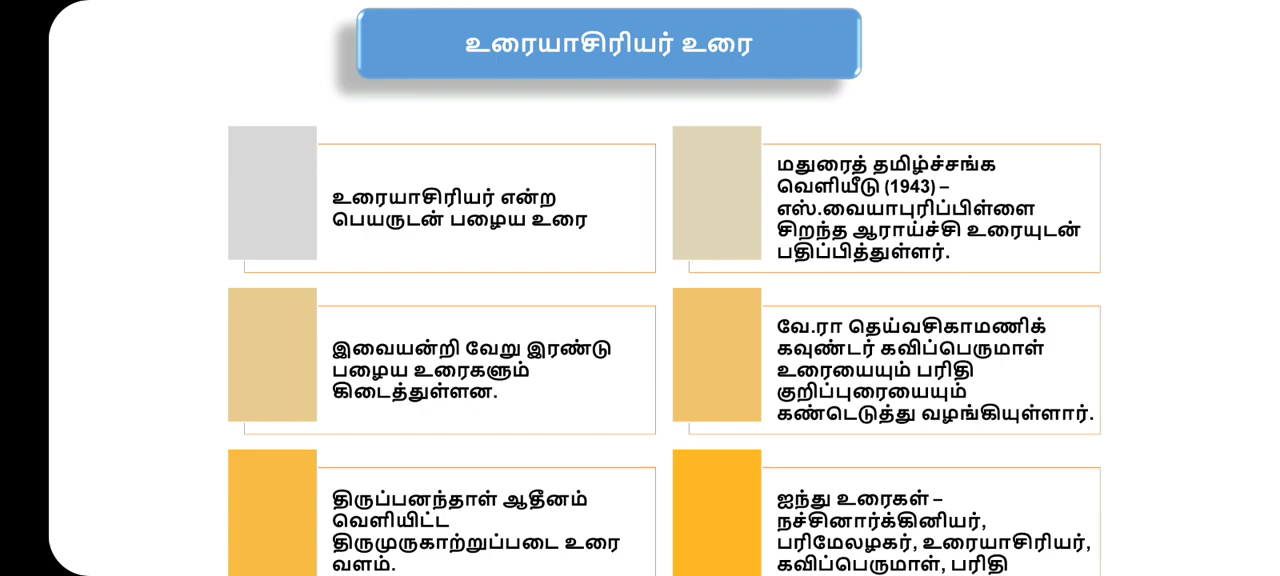 உரையாசிரியர் உரை
உரையாசிரியர் என்ற
பெயருடன் பழைய உரை
மதுரைத் தமிழ்ச்சங்க
வெளியீடு (1943) –
எஸ்.வையாபுரிப்பிள்ளை
சிறந்த ஆராய்ச்சி உரையுடன்
பதிப்பித்துள்ளர்.
இவையன்றி வேறு இரண்டு
பழைய உரைகளும்
கிடைத்துள்ளன.
வே.ரா தெய்வசிகாமணிக்
கவுண்டர் கவிப்பெருமாள்
உரையையும் பரிதி
குறிப்புரையையும்
கண்டெடுத்து வழங்கியுள்ளார்.
திருப்பனந்தாள் ஆதீனம்
வெளியிட்ட
திருமுருகாற்றுப்படை உரை
வளம்.
ஐந்து உரைகள் –
நச்சினார்க்கினியர்,
பரிமேலழகர், உரையாசிரியர்,
கவிப்பெருமாள், பரிதி